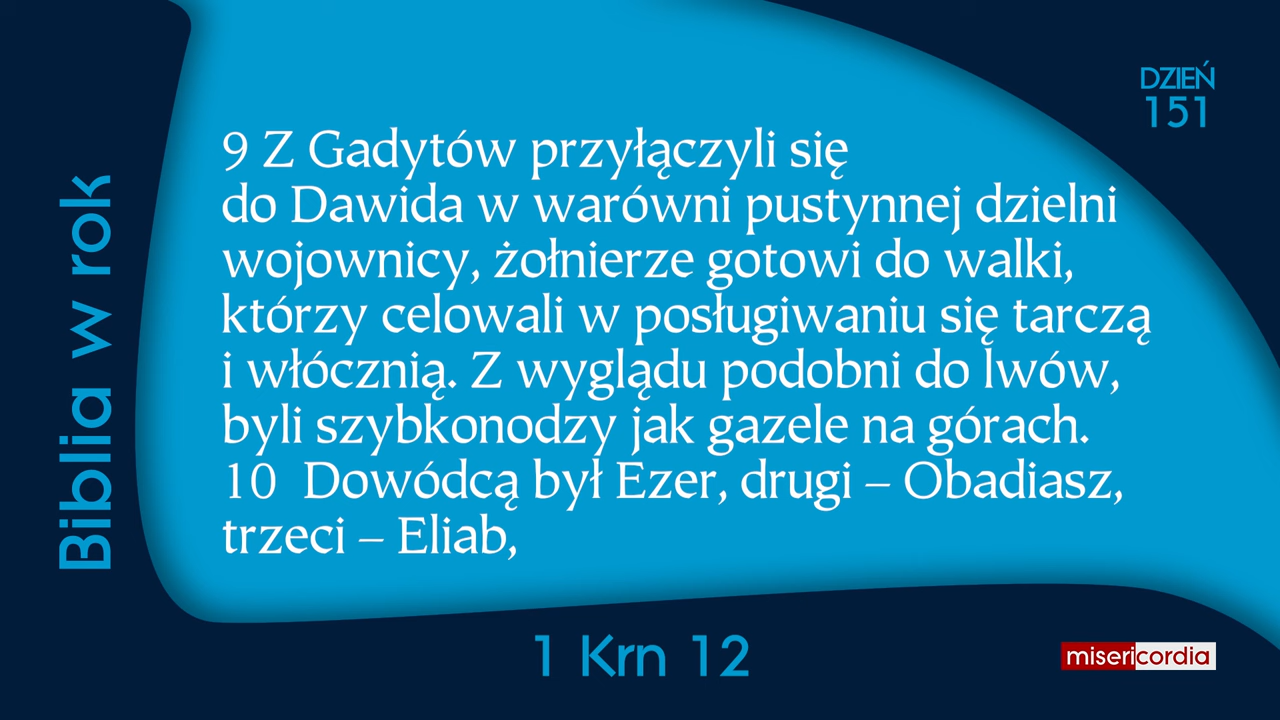 DZIEŃ
151
9 Z Gadytów przyłączyli się
do Dawida w warówni pustynnej dzielni
wojownicy, żołnierze gotowi do walki,
którzy celowali w posługiwaniu się tarczą
i włócznią. Z wyglądu podobni do lwów,
byli szybkonodzy jak gazele na górach.
10 Dowódcą był Ezer, drugi – Obadiasz,
trzeci – Eliab,
Biblia w rok
1 Krn 12
misericordia